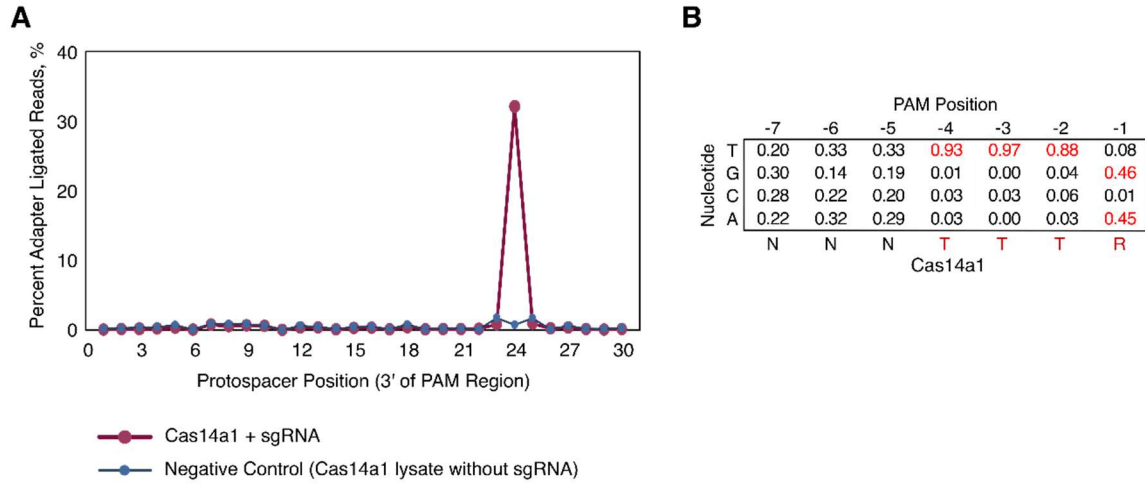 A
Percent Adapter Ligated Reads, %
40
30
20
10
0
0 3 6 9 12 15 18 21 24 27 30
Protospacer Position (3′ of PAM Region)
Cas14a1 + sgRNA
Negative Control (Cas14a1 lysate without sgRNA)
B
PAM Position
-7 -6 -5 -4 -3 -2 -1
Nucleotide
T 0.20 0.33 0.33 0.93 0.97 0.88 0.08
G 0.30 0.14 0.19 0.01 0.00 0.04 0.46
C 0.28 0.22 0.20 0.03 0.03 0.06 0.01
A 0.22 0.32 0.29 0.03 0.00 0.03 0.45
N N N T T T R
Cas14a1